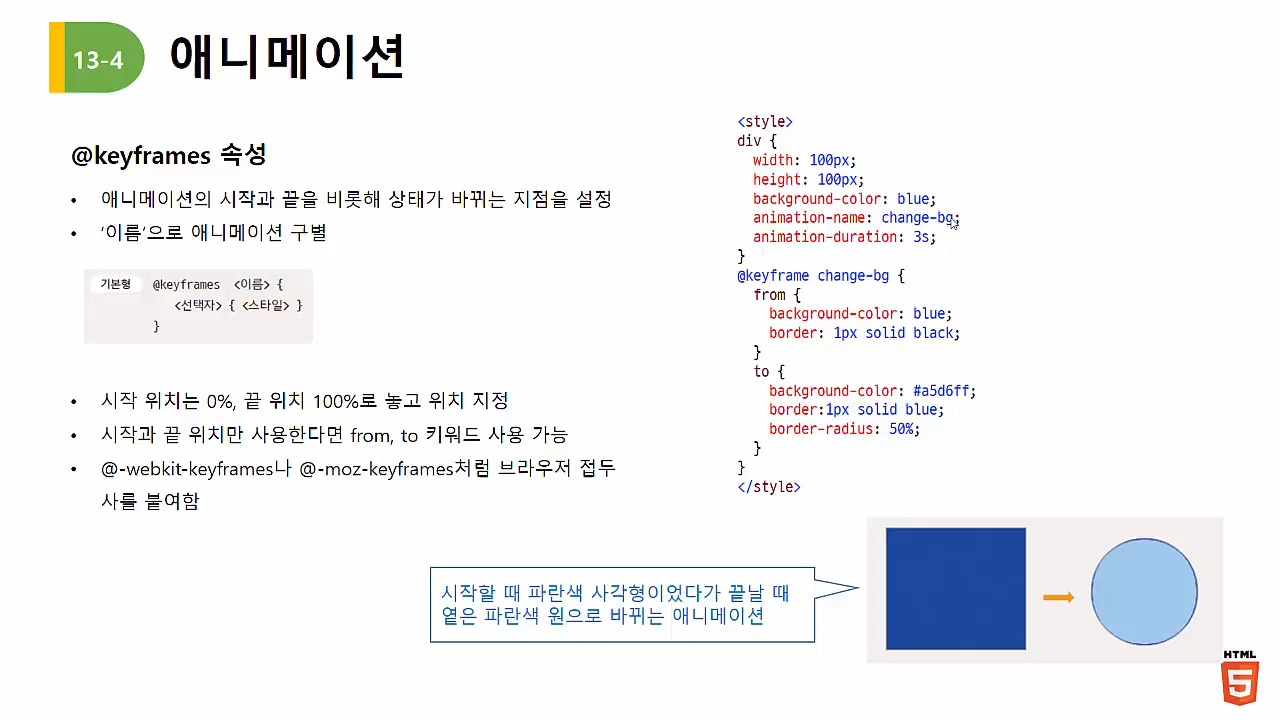 13-4
애니메이션
@keyframes 속성
• 애니메이션의 시작과 끝을 비롯해 상태가 바뀌는 지점을 설정
• ‘이름’으로 애니메이션 구별
기본형 @keyframes <이름> {
<선택자> { <스타일> }
}
• 시작 위치는 0%, 끝 위치 100%로 놓고 위치 지정
• 시작과 끝 위치만 사용한다면 from, to 키워드 사용 가능
• @-webkit-keyframes나 @-moz-keyframes처럼 브라우저 접두
사를 붙여함
<style>
div {
width: 100px;
height: 100px;
background-color: blue;
animation-name: change-bg;
animation-duration: 3s;
}
@keyframe change-bg {
from {
background-color: blue;
border: 1px solid black;
}
to {
background-color: #a5d6ff;
border:1px solid blue;
border-radius: 50%;
}
}
</style>
시작할 때 파란색 사각형이었다가 끝날 때
옅은 파란색 원으로 바뀌는 애니메이션
HTML
5